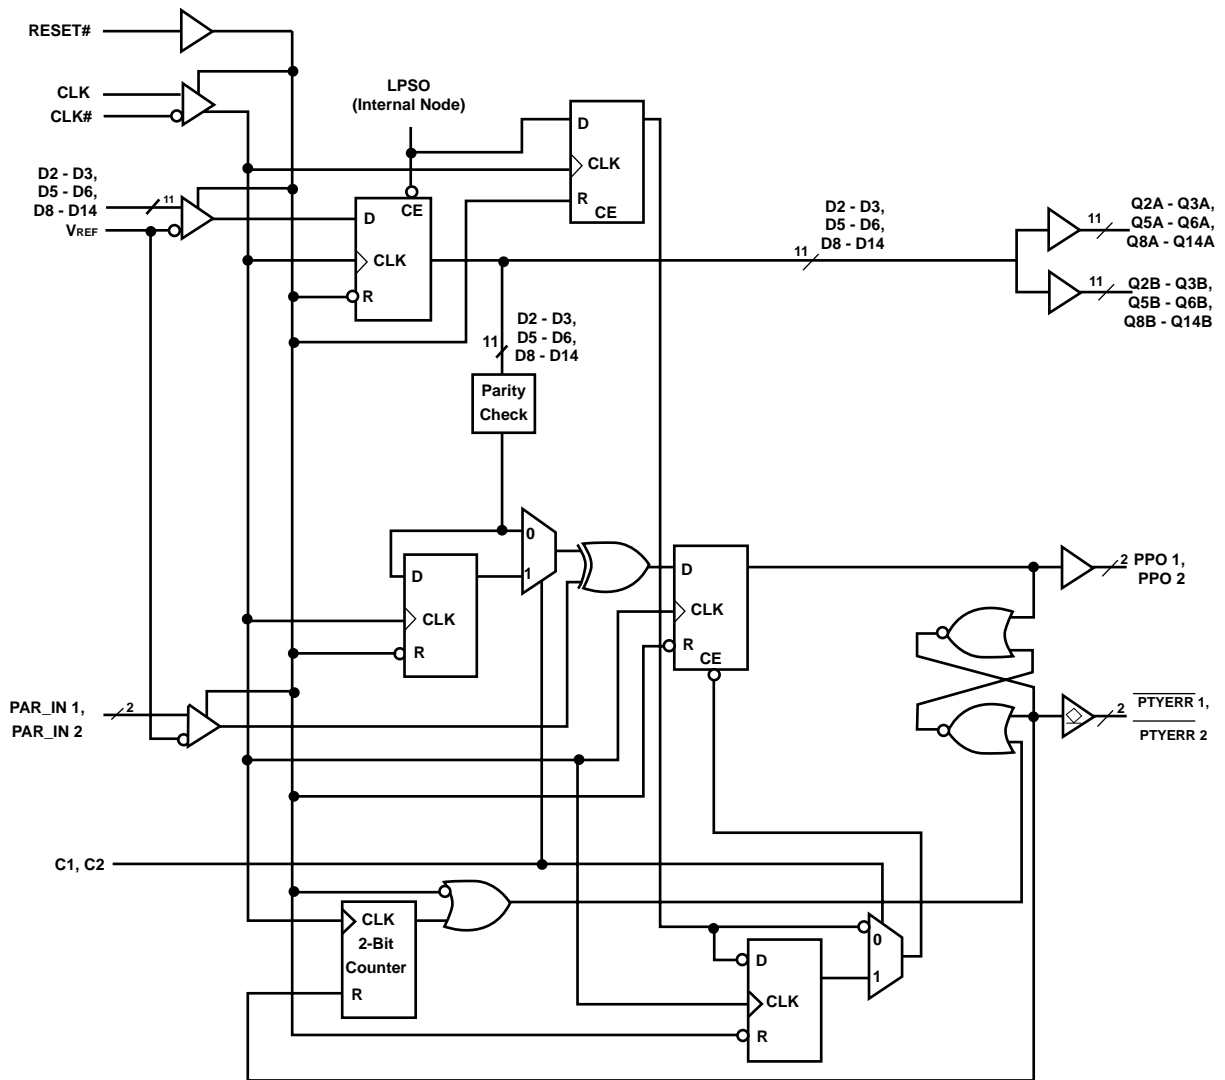 RESET#
CLK
CLK#
LPSO
(Internal Node)
D
CLK
R
CE
D2 - D3,
D5 - D6,
D8 - D14
11
VREF
CE
D
CLK
R
D2 - D3,
D5 - D6,
D8 - D14
11
11
Q2A - Q3A,
Q5A - Q6A,
Q8A - Q14A
11
Q2B - Q3B,
Q5B - Q6B,
Q8B - Q14B
D2 - D3,
D5 - D6,
D8 - D14
11
Parity
Check
0
1
D
CLK
R
D
CLK
R
CE
2
PPO 1,
PPO 2
PAR_IN 1,
PAR_IN 2
2
2
PTYERR 1,
PTYERR 2
C1, C2
CLK
2-Bit
Counter
R
0
1
D
CLK
R